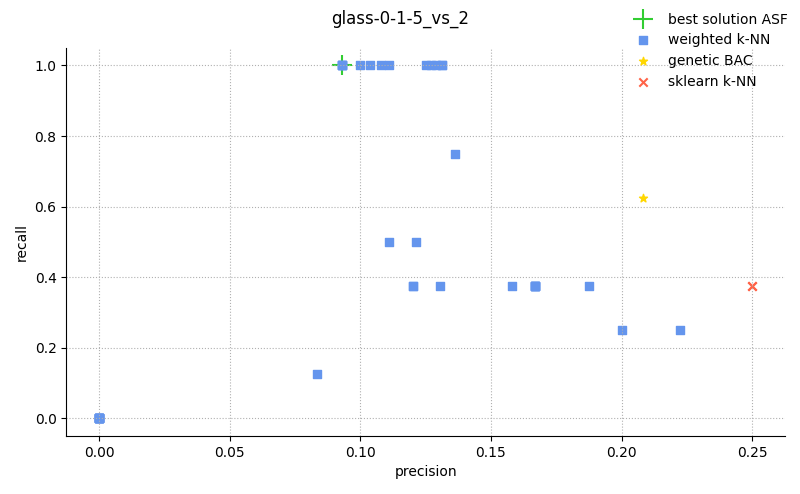 glass-0-1-5_vs_2
best solution ASF
weighted k-NN
genetic BAC
sklearn k-NN
1.0
0.8
0.6
0.4
0.2
0.0
recall
0.00 0.05 0.10 0.15 0.20 0.25
precision